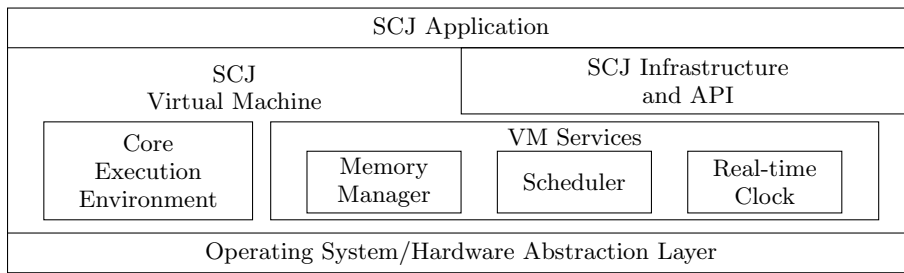 SCJ Application
SCJ
Virtual Machine
SCJ Infrastructure
and API
Core
Execution
Environment
VM Services
Memory
Manager
Scheduler
Real-time
Clock
Operating System/Hardware Abstraction Layer